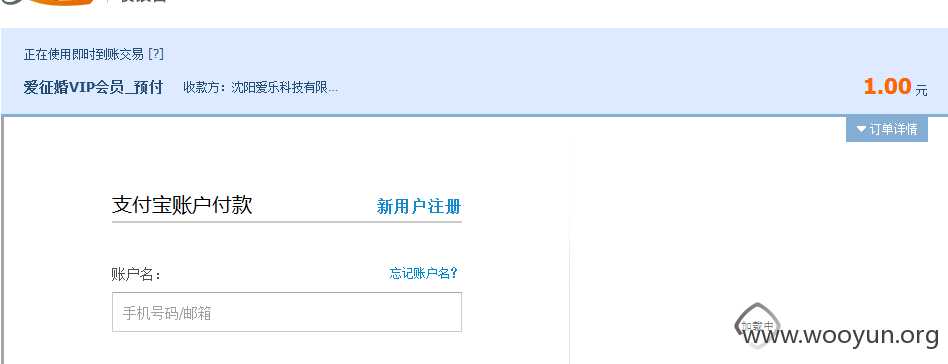 正在使用即时到账交易 [?]
爱征婚VIP会员_预付 收款方：沈阳爱乐科技有限...
1.00 元
订单详情
支付宝账户付款 新用户注册
账户名： 忘记账户名?
手机号码/邮箱
加载中
www.wooyun.org